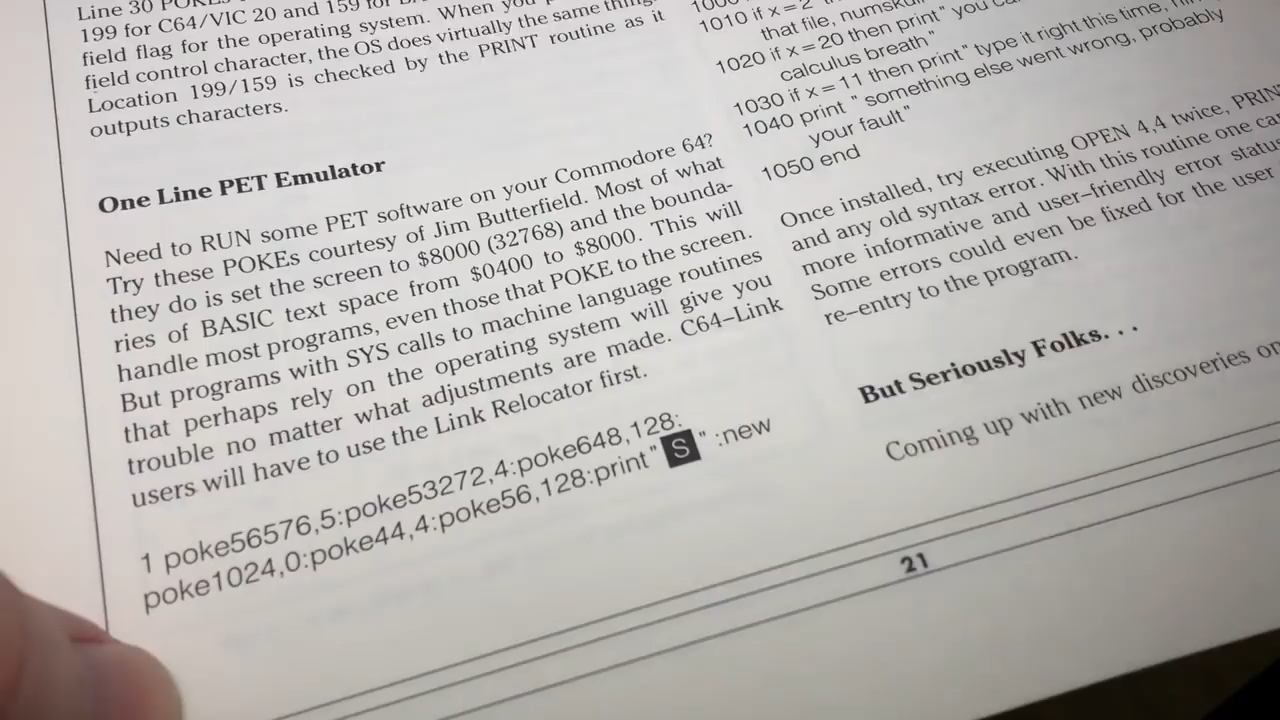 Line 30 POKES
199 for C64/VIC 20 and 159 for
field flag for the operating system. When you
field control character, the OS does virtually the same thing.
Location 199/159 is checked by the PRINT routine as it
outputs characters.
One Line PET Emulator
Need to RUN some PET software on your Commodore 64?
Try these POKEs courtesy of Jim Butterfield. Most of what
they do is set the screen to $8000 (32768) and the bounda-
ries of BASIC text space from $0400 to $8000. This will
handle most programs, even those that POKE to the screen.
But programs with SYS calls to machine language routines
that perhaps rely on the operating system will give you
trouble no matter what adjustments are made. C64-Link
users will have to use the Link Relocator first.
1 poke56576,5:poke53272,4:poke648,128:
poke1024,0:poke44,4:poke56,128:print"S" :new
1010 if x=2
that file,
1020 if x=20 then print" you
calculus breath"
1030 if x=11 then print" type it right this time,
1040 print " something else went wrong, probably
your fault"
1050 end
Once installed, try executing OPEN 4,4 twice,
and any old syntax error. With this routine one
more informative and user-friendly error
Some errors could even be fixed for the user
re-entry to the program.
But Seriously Folks. . .
Coming up with new discoveries
21